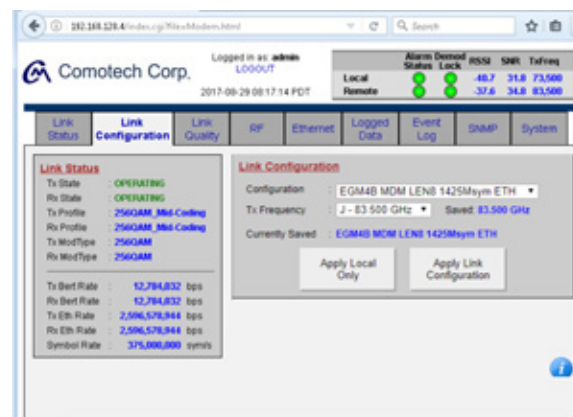 192.168.128.4/index.cgi?file=Modem.html
Search
Comotech Corp.
Logged in as: admin
LOGOUT
2017-08-29 08:17:14 PDT
Alarm Status Demod Lock RSSI SNR TxFreq
Local -40.7 31.8 73,500
Remote -37.6 34.8 83,500
Link Status
Link Configuration
Link Quality
RF
Ethernet
Logged Data
Event Log
SNMP
System
Link Status
Tx State : OPERATING
Rx State : OPERATING
Tx Profile : 256QAM_Mid-Coding
Rx Profile : 256QAM_Mid-Coding
Tx ModType : 256QAM
Rx ModType : 256QAM
Tx Bert Rate : 12,784,832 bps
Rx Bert Rate : 12,784,832 bps
Tx Eth Rate : 2,596,578,944 bps
Rx Eth Rate : 2,596,578,944 bps
Symbol Rate : 375,000,000 sym/s
Link Configuration
Configuration : EGM4B MDM LEN8 1425Msym ETH
Tx Frequency : J - 83.500 GHz Saved: 83.500 GHz
Currently Saved : EGM4B MDM LEN8 1425Msym ETH
Apply Local Only
Apply Link Configuration